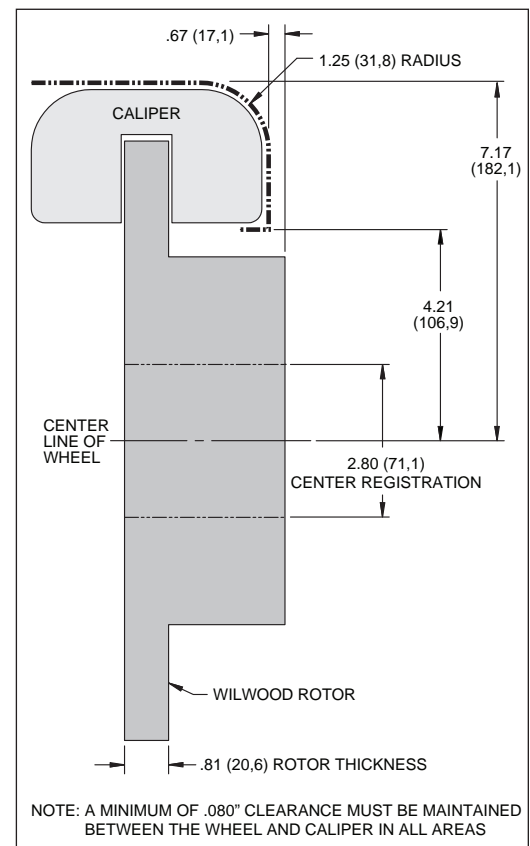 .67 (17,1)
1.25 (31,8) RADIUS
CALIPER
7.17
(182,1)
4.21
(106,9)
CENTER
LINE OF
WHEEL
2.80 (71,1)
CENTER REGISTRATION
WILWOOD ROTOR
.81 (20,6) ROTOR THICKNESS
NOTE: A MINIMUM OF .080" CLEARANCE MUST BE MAINTAINED
BETWEEN THE WHEEL AND CALIPER IN ALL AREAS